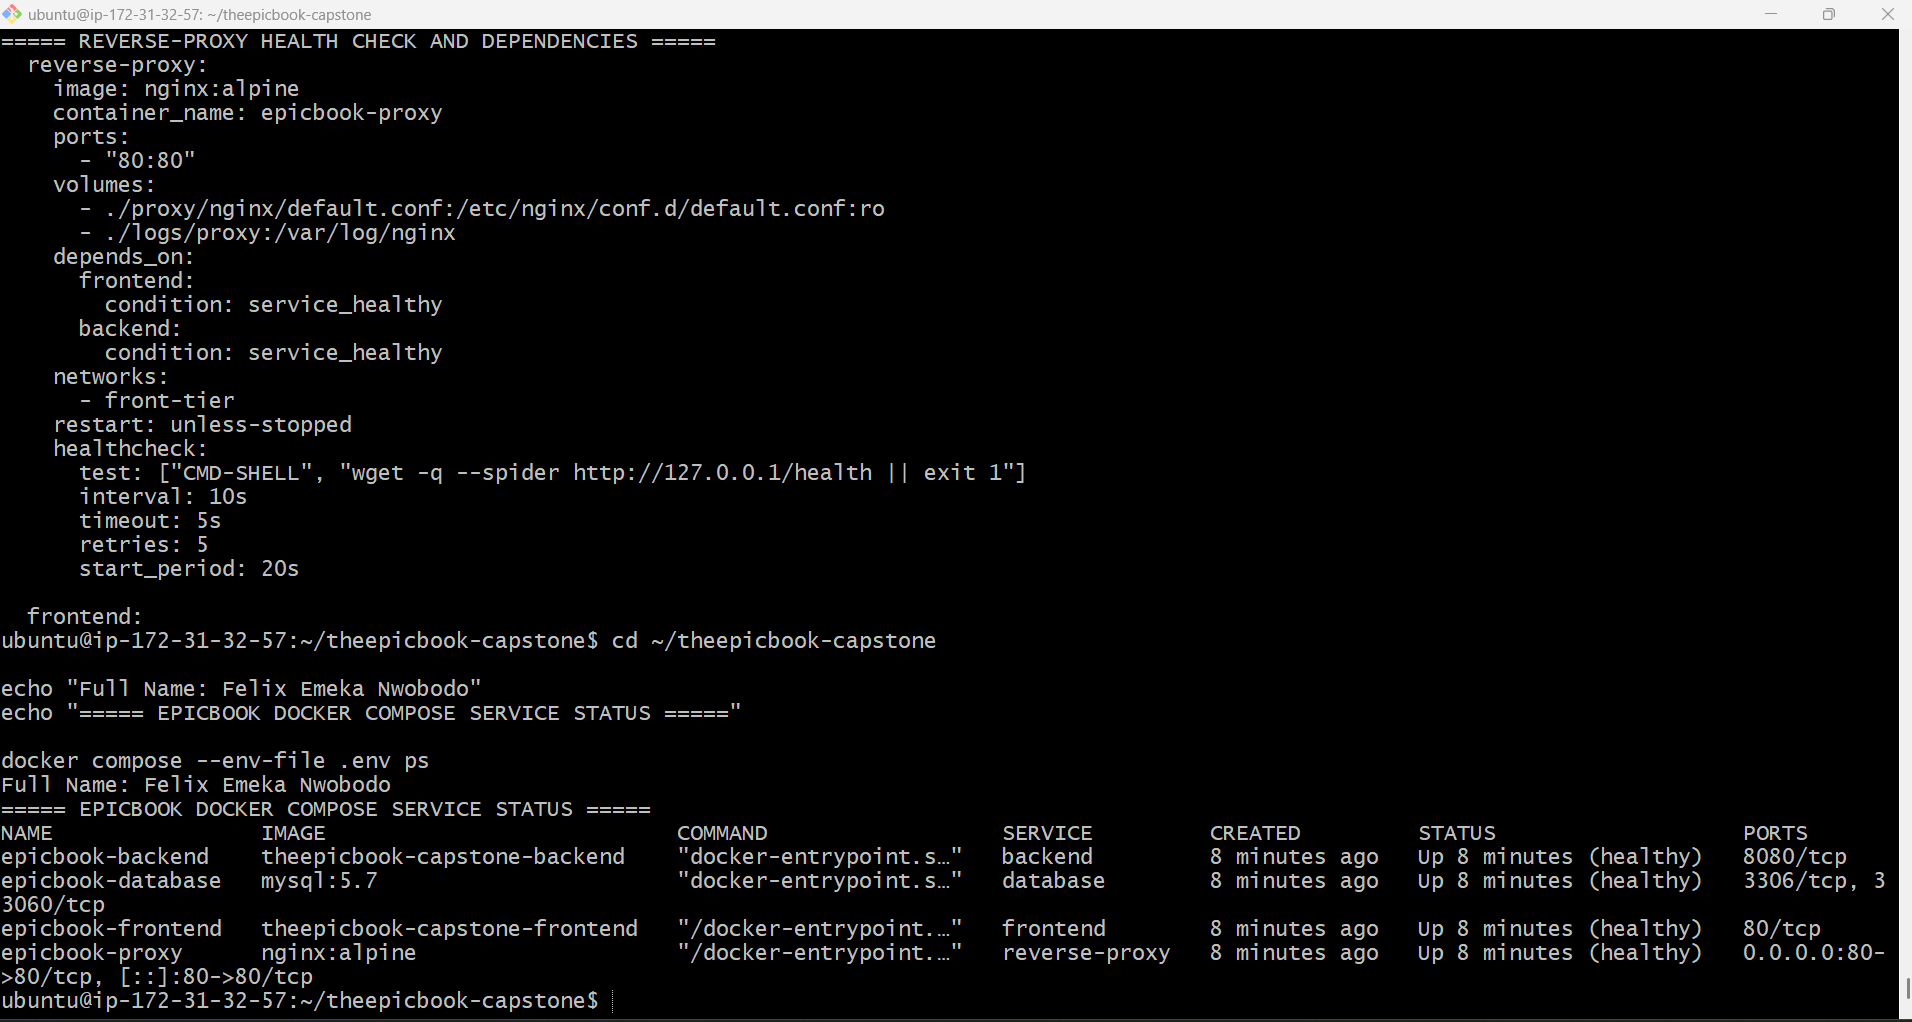 ubuntu@ip-172-31-32-57: ~/theepicbook-capstone
===== REVERSE-PROXY HEALTH CHECK AND DEPENDENCIES =====
  reverse-proxy:
    image: nginx:alpine
    container_name: epicbook-proxy
    ports:
      - "80:80"
    volumes:
      - ./proxy/nginx/default.conf:/etc/nginx/conf.d/default.conf:ro
      - ./logs/proxy:/var/log/nginx
    depends_on:
      frontend:
        condition: service_healthy
      backend:
        condition: service_healthy
    networks:
      - front-tier
    restart: unless-stopped
    healthcheck:
      test: ["CMD-SHELL", "wget -q --spider http://127.0.0.1/health || exit 1"]
      interval: 10s
      timeout: 5s
      retries: 5
      start_period: 20s

  frontend:
ubuntu@ip-172-31-32-57:~/theepicbook-capstone$ cd ~/theepicbook-capstone

echo "Full Name: Felix Emeka Nwobodo"
echo "===== EPICBOOK DOCKER COMPOSE SERVICE STATUS ====="

docker compose --env-file .env ps
Full Name: Felix Emeka Nwobodo
===== EPICBOOK DOCKER COMPOSE SERVICE STATUS =====
NAME                IMAGE                           COMMAND                  SERVICE         CREATED         STATUS                   PORTS
epicbook-backend    theepicbook-capstone-backend    "docker-entrypoint.s…"   backend         8 minutes ago   Up 8 minutes (healthy)   8080/tcp
epicbook-database   mysql:5.7                       "docker-entrypoint.s…"   database        8 minutes ago   Up 8 minutes (healthy)   3306/tcp, 3
3060/tcp
epicbook-frontend   theepicbook-capstone-frontend   "/docker-entrypoint.…"   frontend        8 minutes ago   Up 8 minutes (healthy)   80/tcp
epicbook-proxy      nginx:alpine                    "/docker-entrypoint.…"   reverse-proxy   8 minutes ago   Up 8 minutes (healthy)   0.0.0.0:80-
>80/tcp, [::]:80->80/tcp
ubuntu@ip-172-31-32-57:~/theepicbook-capstone$